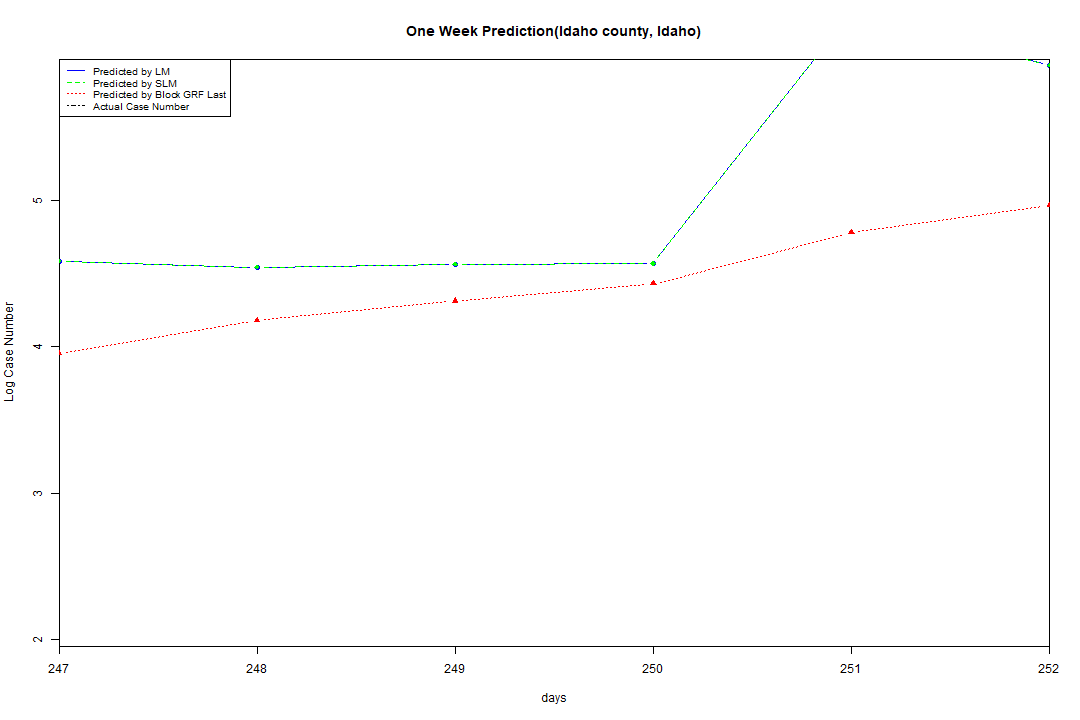 One Week Prediction(Idaho county, Idaho)
Predicted by LM
Predicted by SLM
Predicted by Block GRF Last
Actual Case Number
5
4
3
2
Log Case Number
247 248 249 250 251 252
days